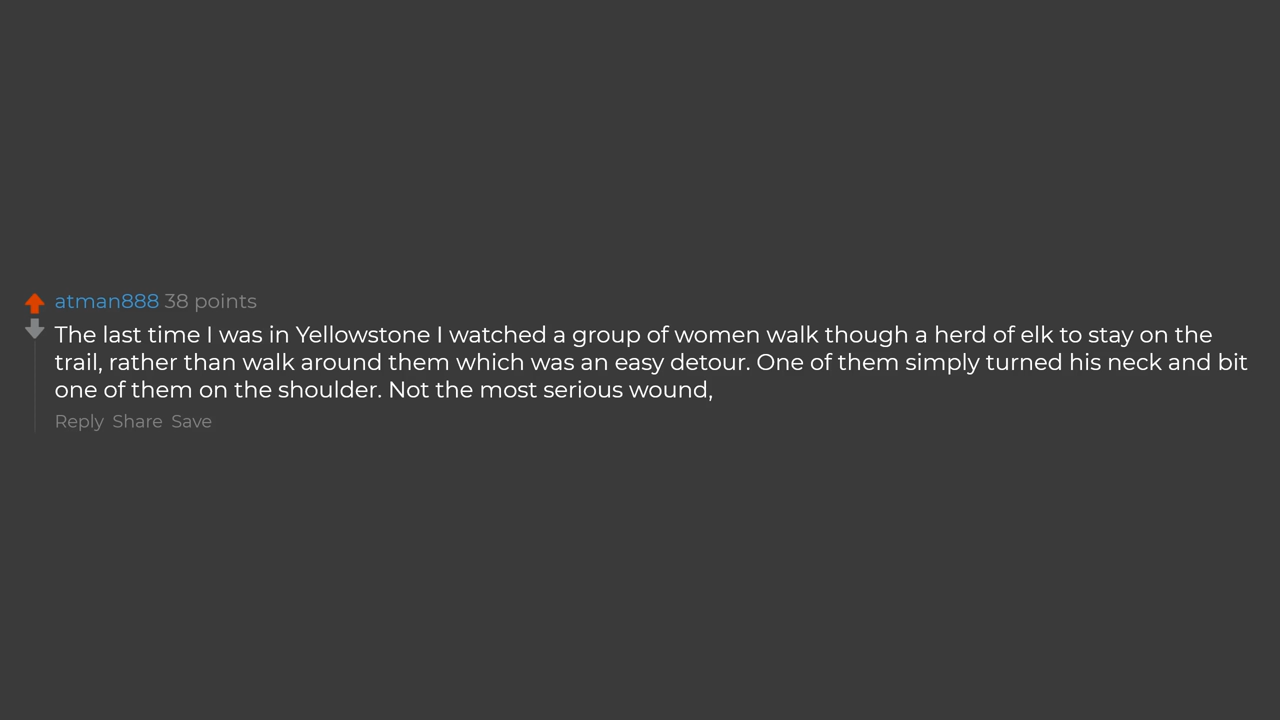 atman888 38 points
The last time I was in Yellowstone I watched a group of women walk though a herd of elk to stay on the
trail, rather than walk around them which was an easy detour. One of them simply turned his neck and bit
one of them on the shoulder. Not the most serious wound,
Reply Share Save